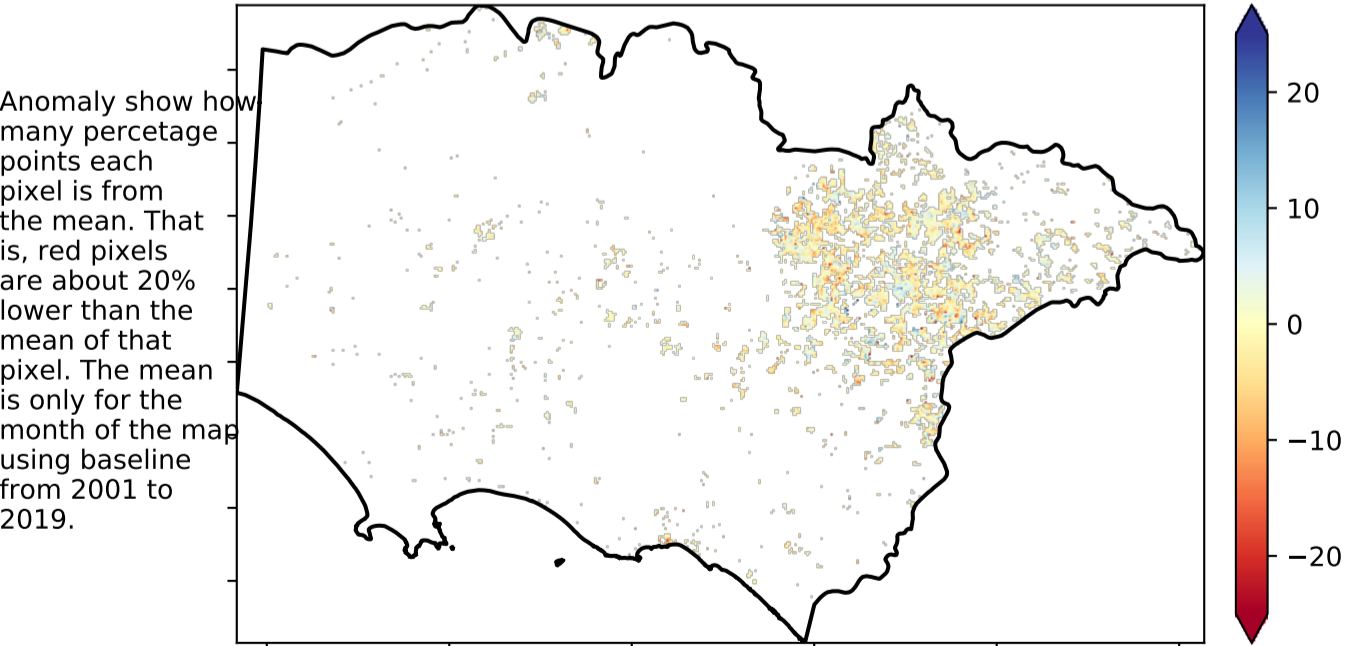 Anomaly show how
many percetage
points each
pixel is from
the mean. That
is, red pixels
are about 20%
lower than the
mean of that
pixel. The mean
is only for the
month of the map
using baseline
from 2001 to
2019.
20
10
0
−10
−20